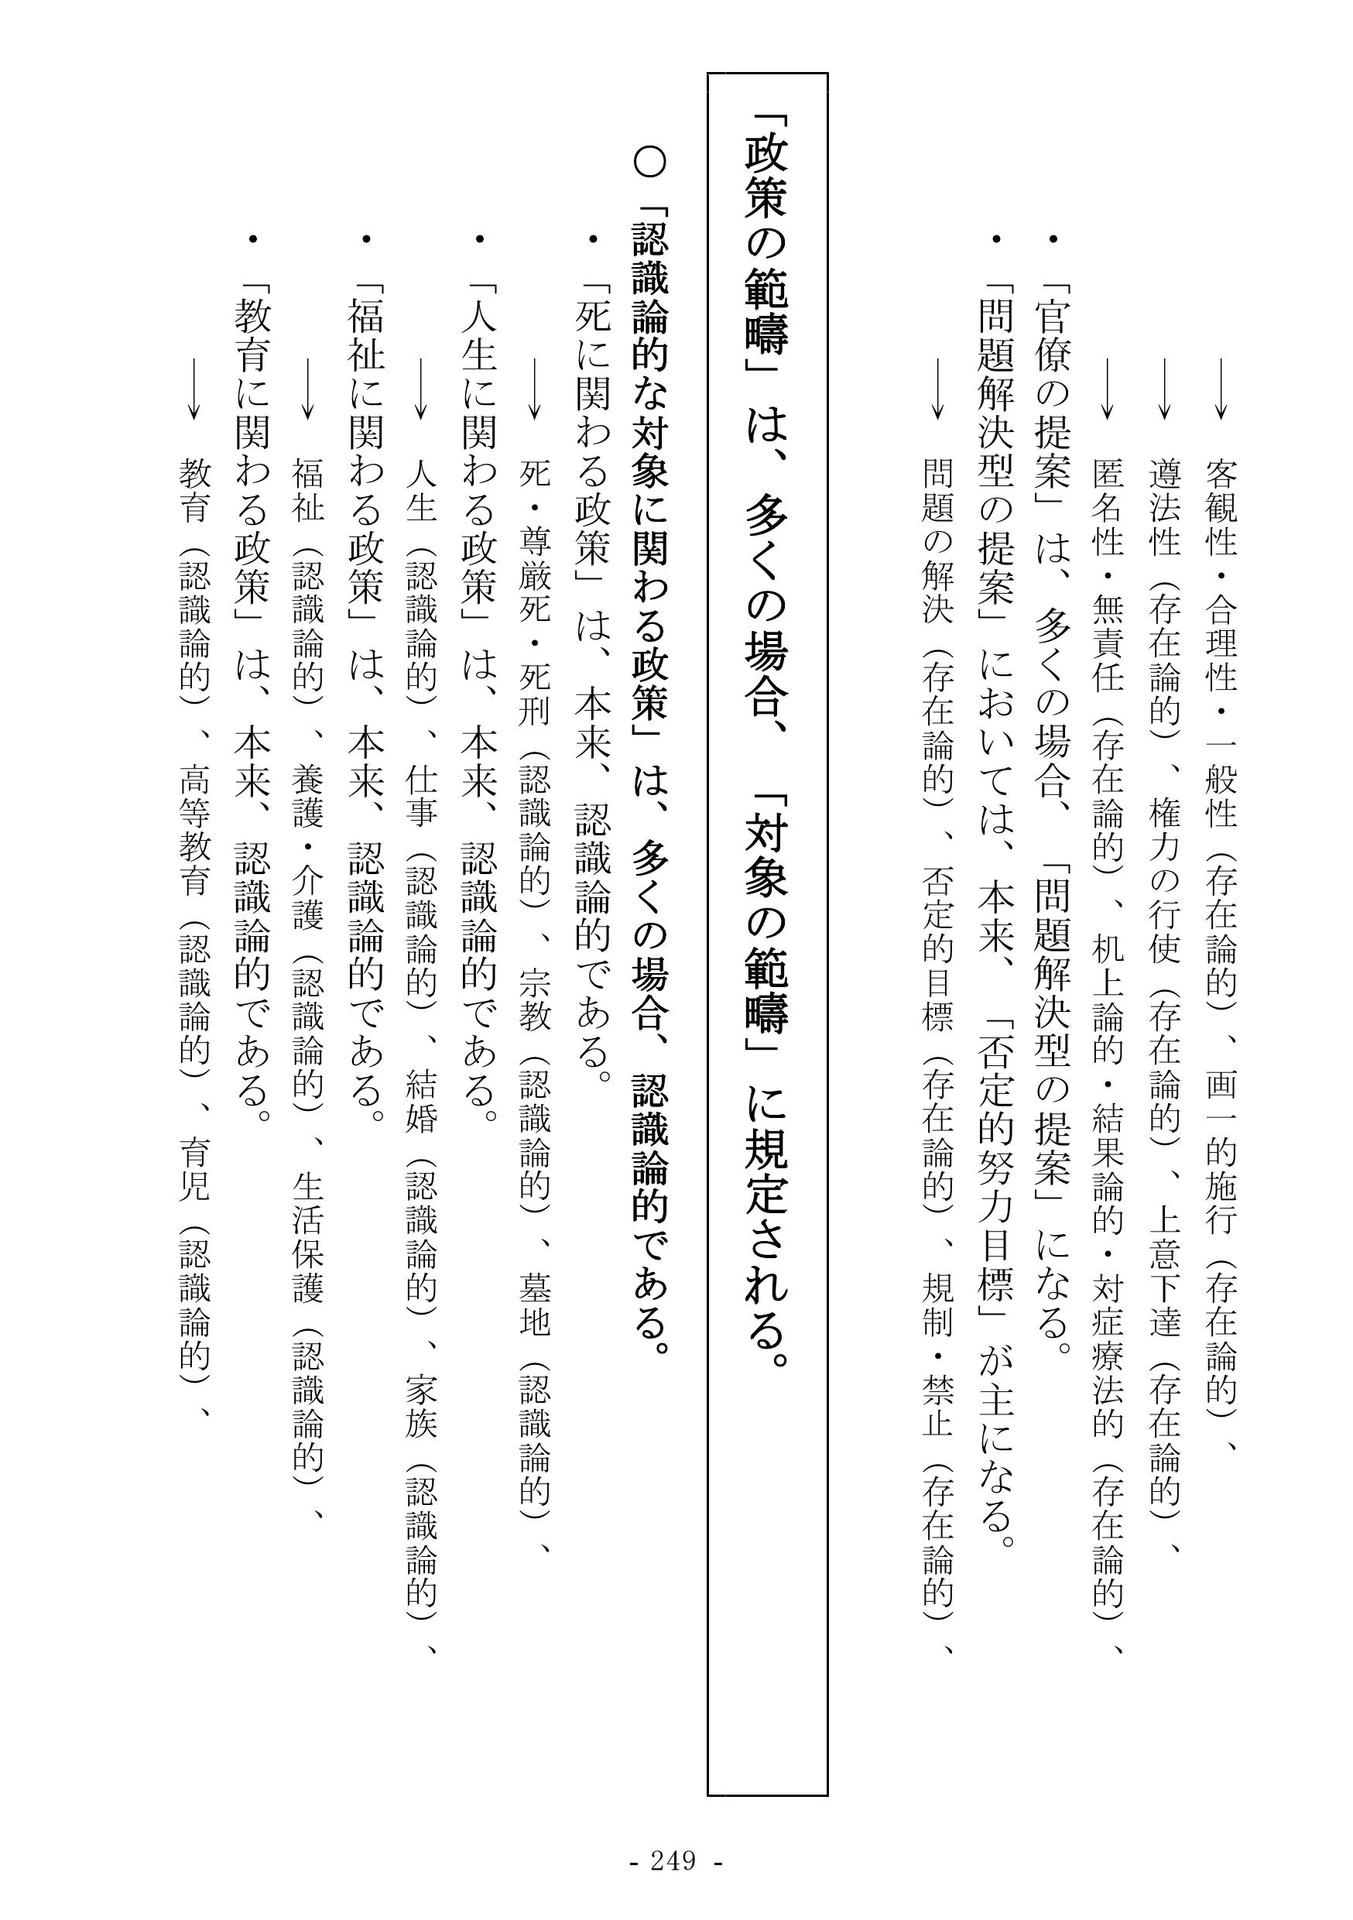 → 客観性・合理性・一般性（存在論的）、画一的施行（存在論的）、
→ 遵法性（存在論的）、権力の行使（存在論的）、上意下達（存在論的）、
→ 匿名性・無責任（存在論的）、机上論的・結果論的・対症療法的（存在論的）、
・「官僚の提案」は、多くの場合、「問題解決型の提案」になる。
・「問題解決型の提案」においては、本来、「否定的努力目標」が主になる。
→ 問題の解決（存在論的）、否定的目標（存在論的）、規制・禁止（存在論的）、
「政策の範疇」は、多くの場合、「対象の範疇」に規定される。
○「認識論的な対象に関わる政策」は、多くの場合、認識論的である。
・「死に関わる政策」は、本来、認識論的である。
→ 死・尊厳死・死刑（認識論的）、宗教（認識論的）、墓地（認識論的）、
・「人生に関わる政策」は、本来、認識論的である。
→ 人生（認識論的）、仕事（認識論的）、結婚（認識論的）、家族（認識論的）、
・「福祉に関わる政策」は、本来、認識論的である。
→ 福祉（認識論的）、養護・介護（認識論的）、生活保護（認識論的）、
・「教育に関わる政策」は、本来、認識論的である。
→ 教育（認識論的）、高等教育（認識論的）、育児（認識論的）、
- 249 -